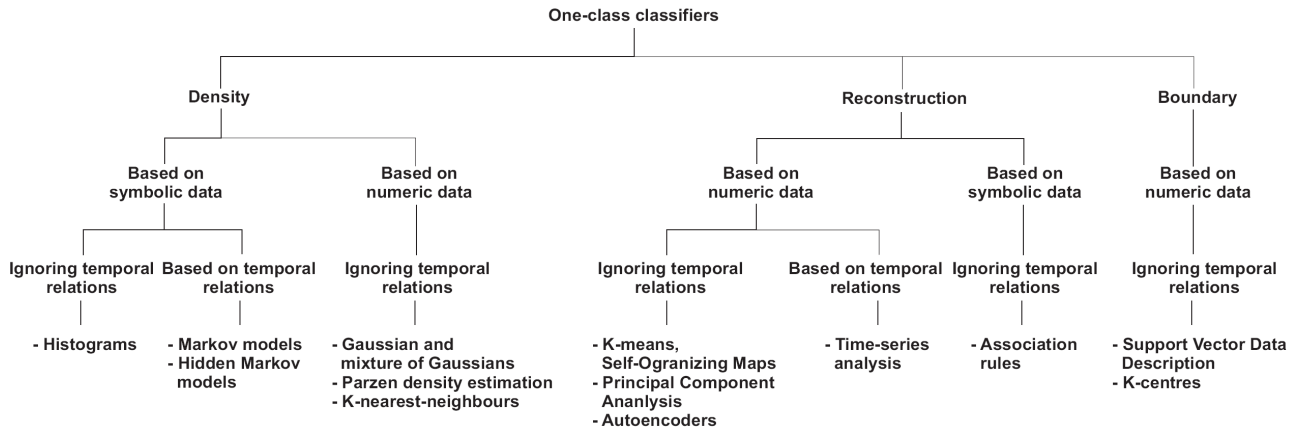 One-class classifiers
Density
Reconstruction
Boundary
Based on
symbolic data
Based on
numeric data
Based on
numeric data
Based on
symbolic data
Based on
numeric data
Ignoring temporal
relations
Based on temporal
relations
Ignoring temporal
relations
Ignoring temporal
relations
Based on temporal
relations
Ignoring temporal
relations
Ignoring temporal
relations
- Histograms
- Markov models
- Hidden Markov
models
- Gaussian and
mixture of Gaussians
- Parzen density estimation
- K-nearest-neighbours
- K-means,
Self-Ogranizing Maps
- Principal Component
Ananlysis
- Autoencoders
- Time-series
analysis
- Association
rules
- Support Vector Data
Description
- K-centres